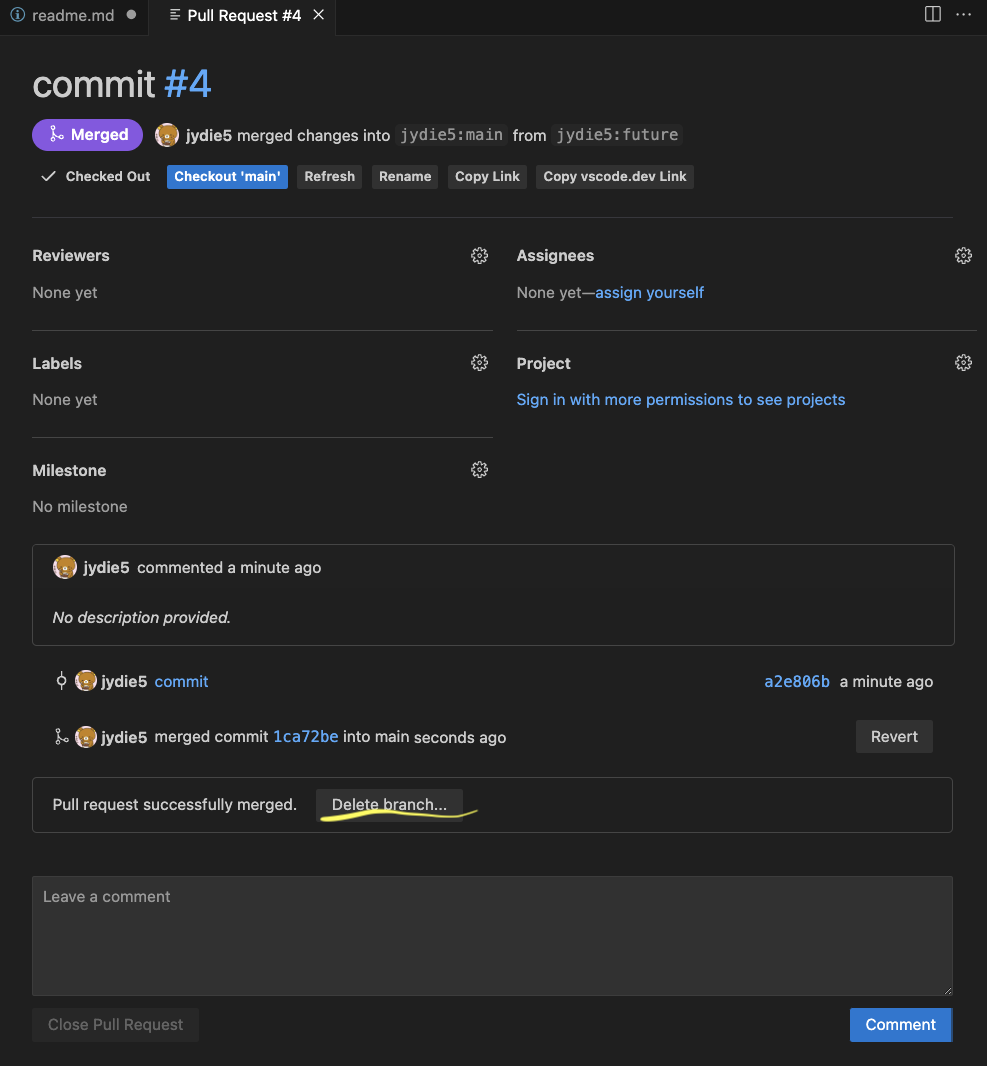 readme.md
Pull Request #4
commit #4
Merged jydie5 merged changes into jydie5:main from jydie5:future
Checked Out Checkout 'main' Refresh Rename Copy Link Copy vscode.dev Link
Reviewers
None yet
Assignees
None yet—assign yourself
Labels
None yet
Project
Sign in with more permissions to see projects
Milestone
No milestone
jydie5 commented a minute ago
No description provided.
jydie5 commit a2e806b a minute ago
jydie5 merged commit 1ca72be into main seconds ago Revert
Pull request successfully merged. Delete branch...
Leave a comment
Close Pull Request Comment